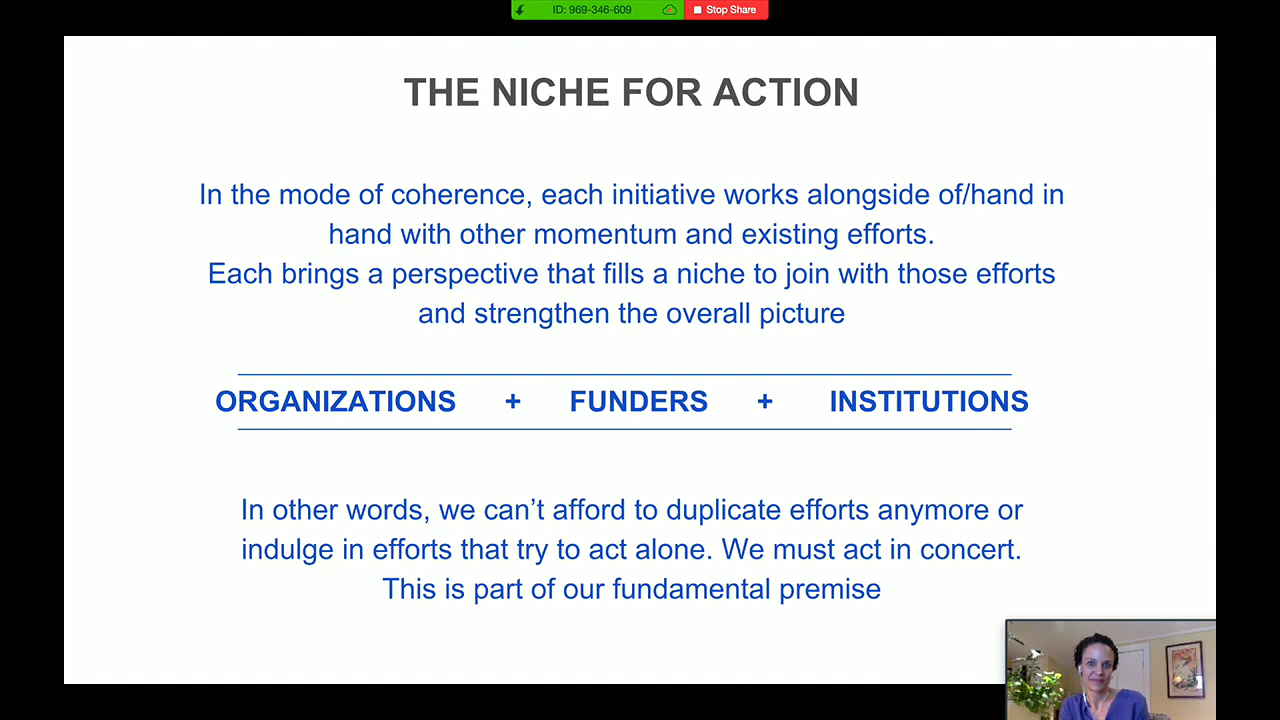 ID: 969-346-609
Stop Share
THE NICHE FOR ACTION
In the mode of coherence, each initiative works alongside of/hand in
hand with other momentum and existing efforts.
Each brings a perspective that fills a niche to join with those efforts
and strengthen the overall picture
ORGANIZATIONS + FUNDERS + INSTITUTIONS
In other words, we can’t afford to duplicate efforts anymore or
indulge in efforts that try to act alone. We must act in concert.
This is part of our fundamental premise